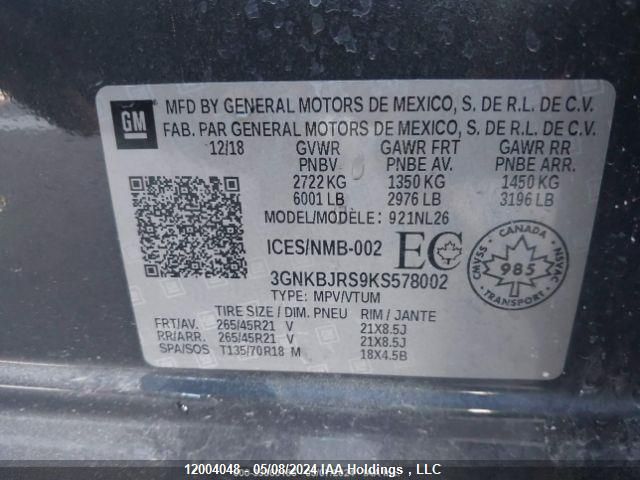 GM
MFD BY GENERAL MOTORS DE MEXICO, S. DE R.L. DE C.V.
FAB. PAR GENERAL MOTORS DE MEXICO, S. DE R.L. DE C.V.
12/18 GVWR GAWR FRT GAWR RR
PNBV PNBE AV. PNBE ARR.
2722 KG 1350 KG 1450 KG
6001 LB 2976 LB 3196 LB
MODEL/MODÈLE: 921NL26
ICES/NMB-002 EC
CANADA
CMVSS
985
NSVAC
3GNKBJRS9KS578002
TYPE: MPV/VTUM
TIRE SIZE / DIM. PNEU RIM / JANTE
FRT/AV. 265/45R21 V 21X8.5J
RR/ARR. 265/45R21 V 21X8.5J
SPA/SOS T135/70R18 M 18X4.5B
12004048 - 05/08/2024 IAA Holdings , LLC